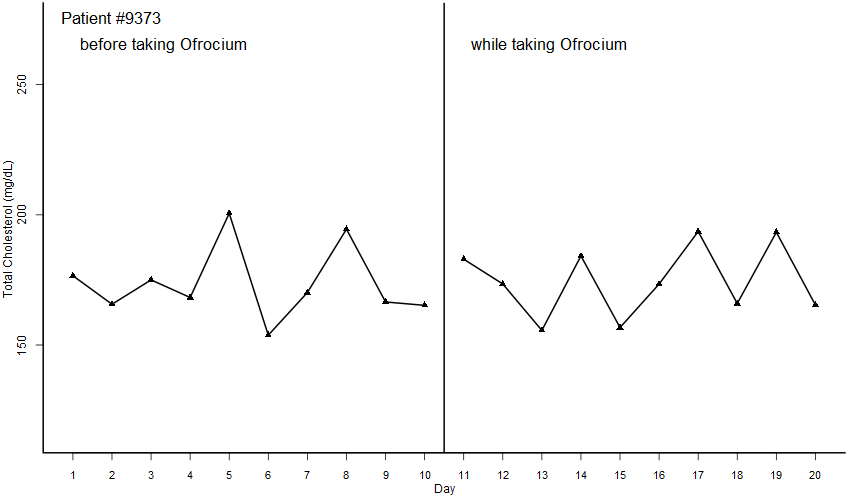 Patient #9373
before taking Ofrocium
while taking Ofrocium
Total Cholesterol (mg/dL)
250
200
150
1 2 3 4 5 6 7 8 9 10 11 12 13 14 15 16 17 18 19 20
Day